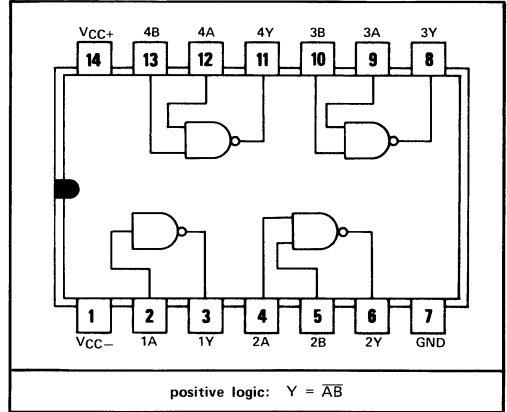 VCC+ 4B 4A 4Y 3B 3A 3Y
14 13 12 11 10 9 8
1 2 3 4 5 6 7
VCC− 1A 1Y 2A 2B 2Y GND
positive logic: Y = A̅B̅